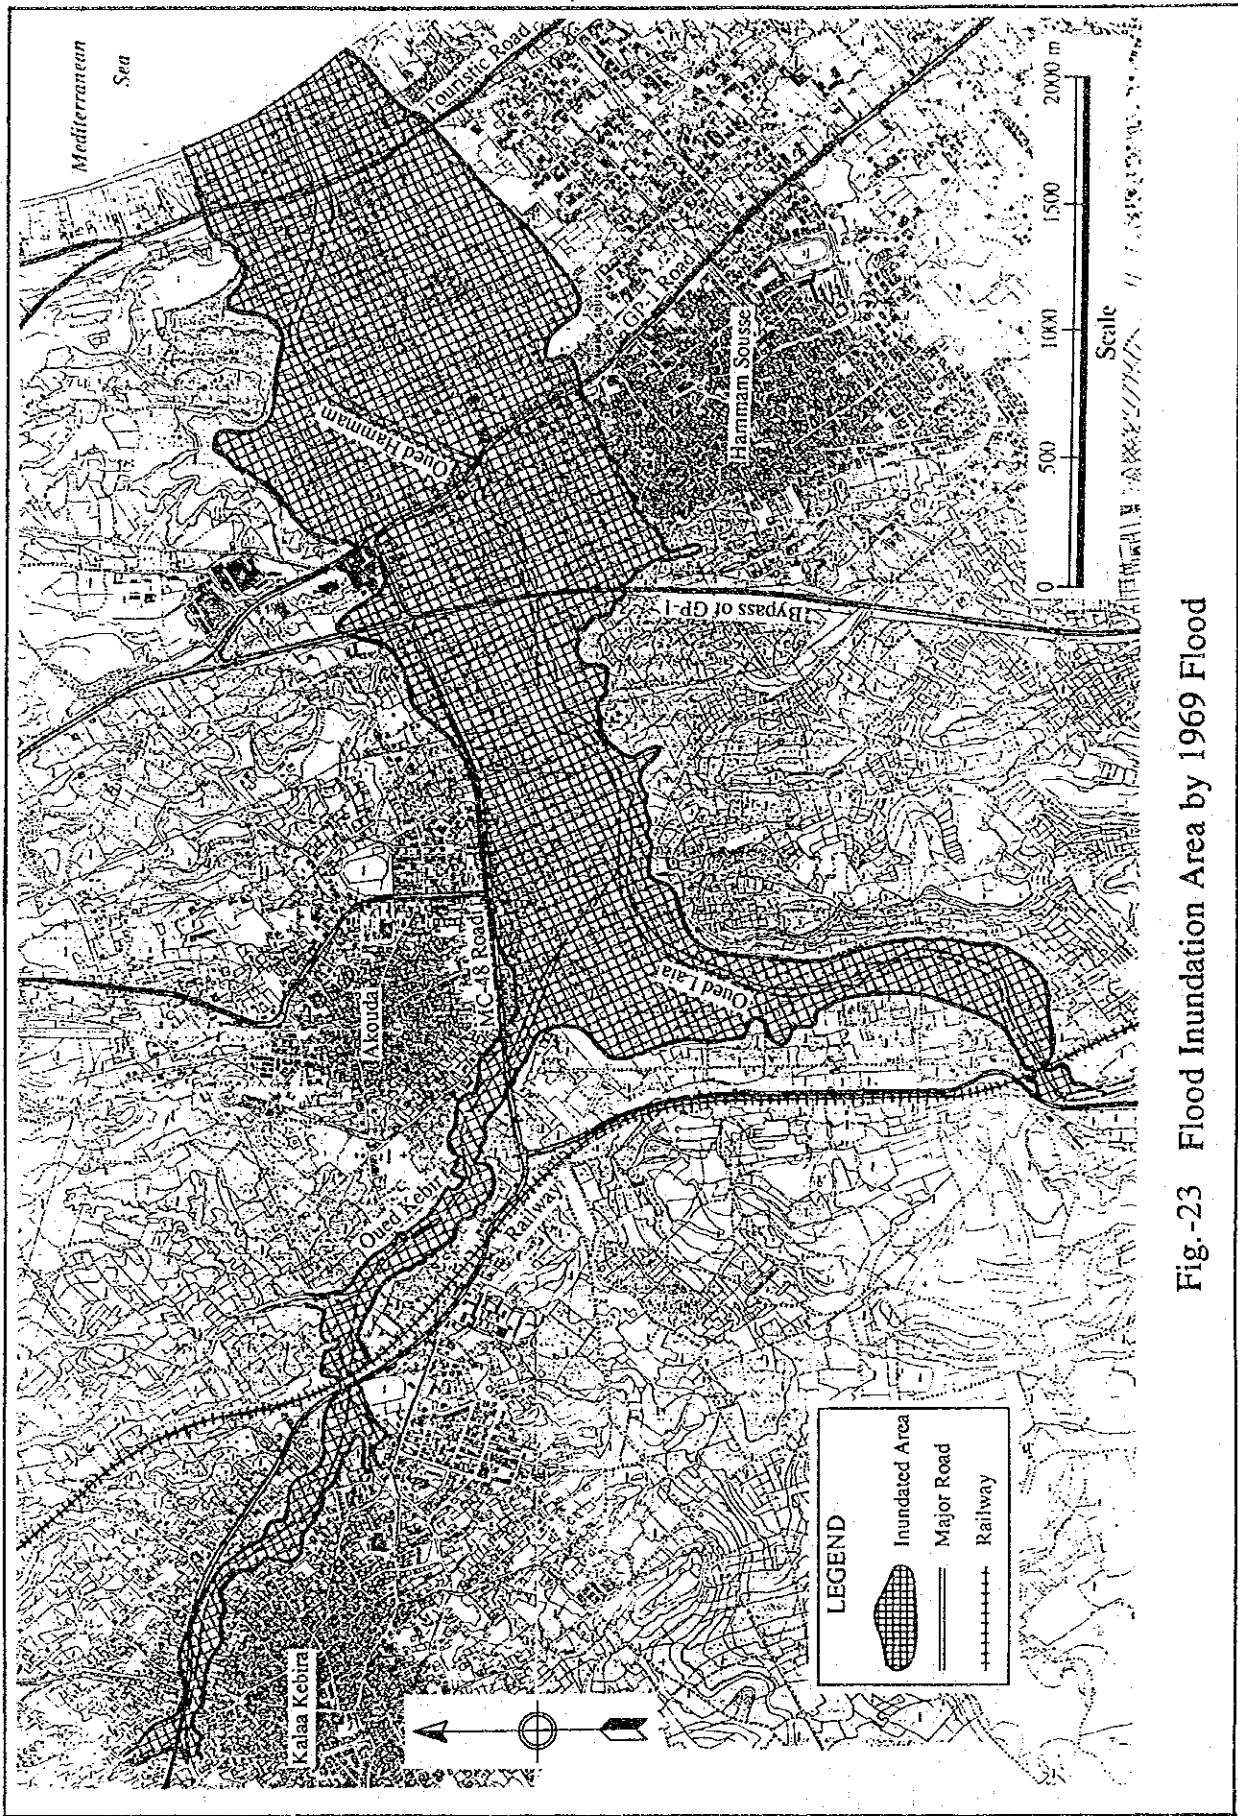 Mediterranean
Sea
Touristic Road
GP-1 Road
Oued Hammam
Hammam Sousse
Bypass of GP-1
MC-48 Road
Akouda
Oued Laia
Oued Kebir
Railway
Kalaa Kebira
LEGEND
Inundated Area
Major Road
Railway
0 500 1000 1500 2000 m
Scale
Fig.-23 Flood Inundation Area by 1969 Flood